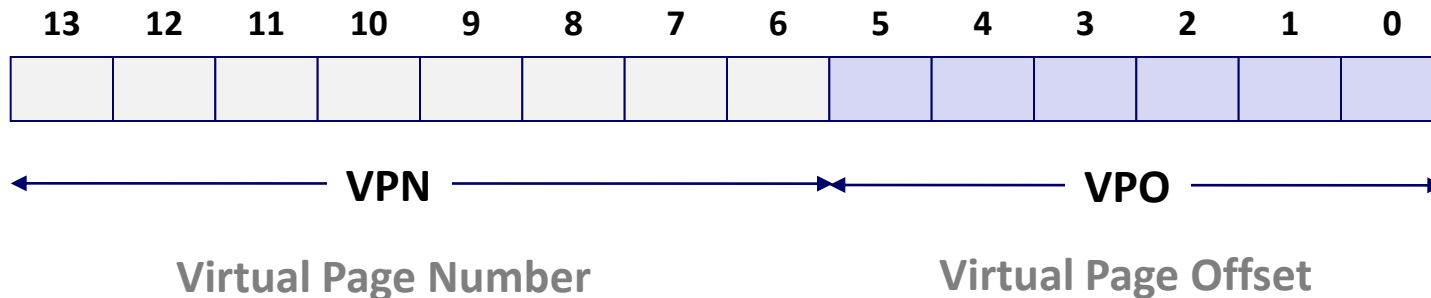 13 12 11 10 9 8 7 6 5 4 3 2 1 0
VPN VPO
Virtual Page Number Virtual Page Offset